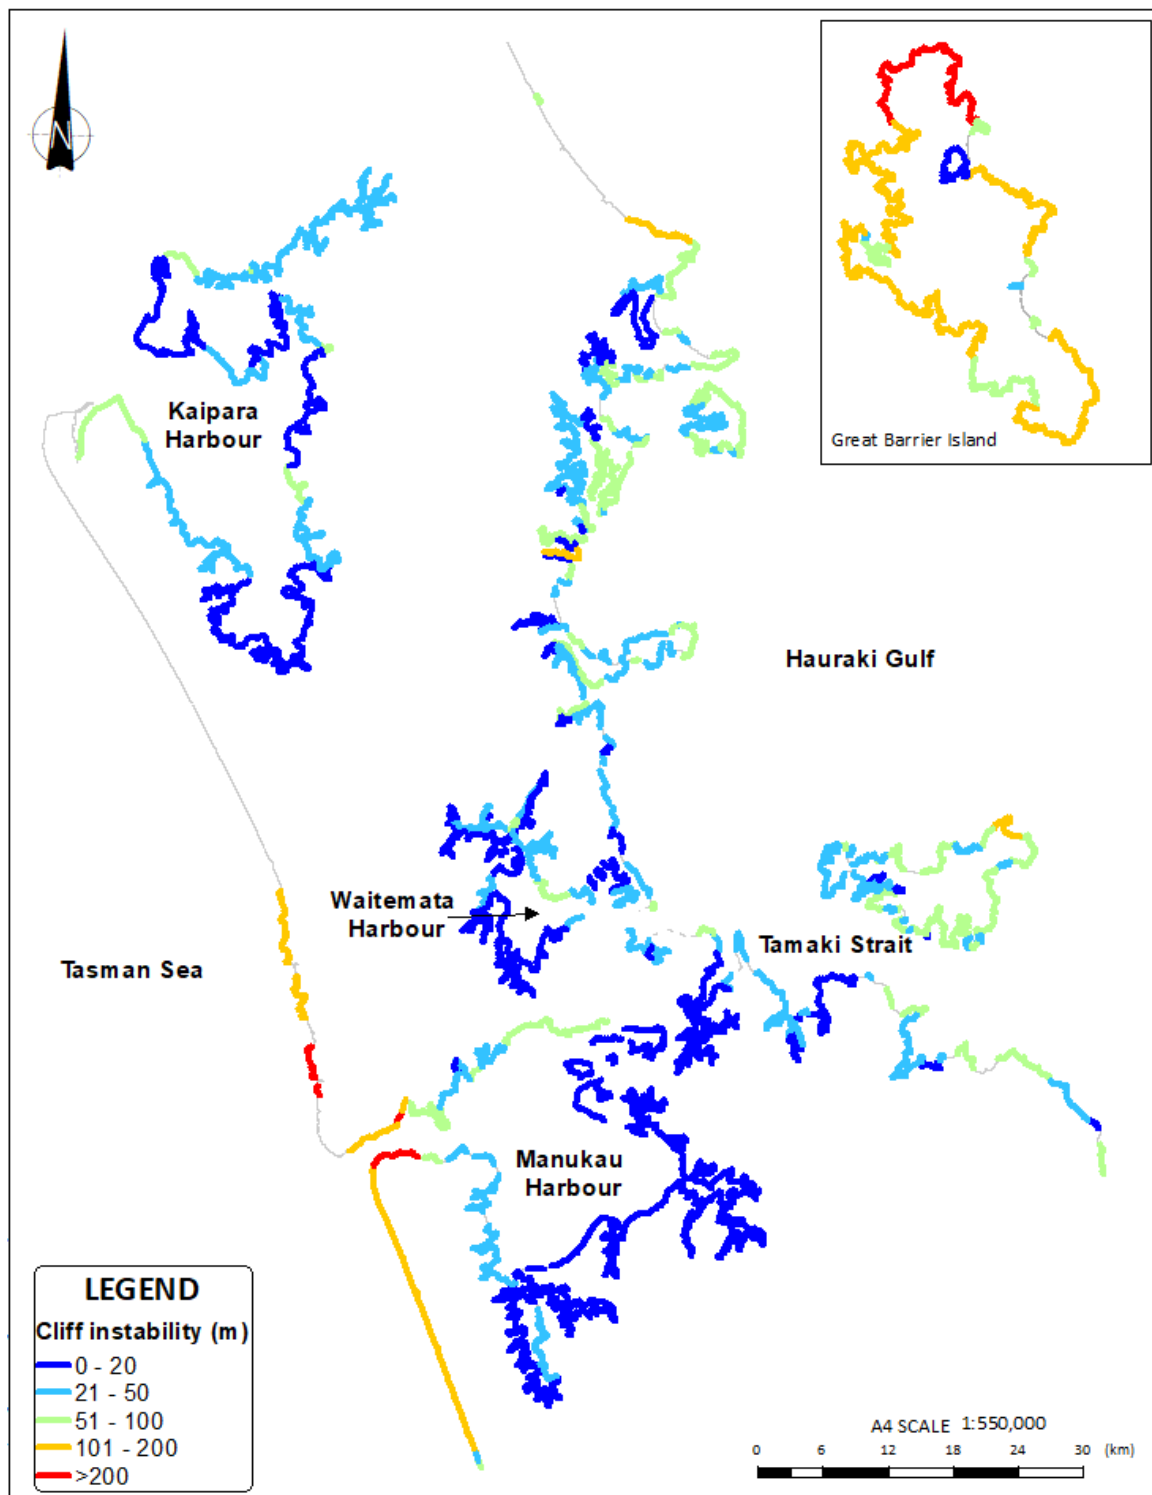 N
Great Barrier Island
Kaipara
Harbour
Hauraki Gulf
Waitemata
Harbour
Tamaki Strait
Tasman Sea
Manukau
Harbour
LEGEND
Cliff instability (m)
0 - 20
21 - 50
51 - 100
101 - 200
>200
A4 SCALE 1:550,000
0 6 12 18 24 30 (km)